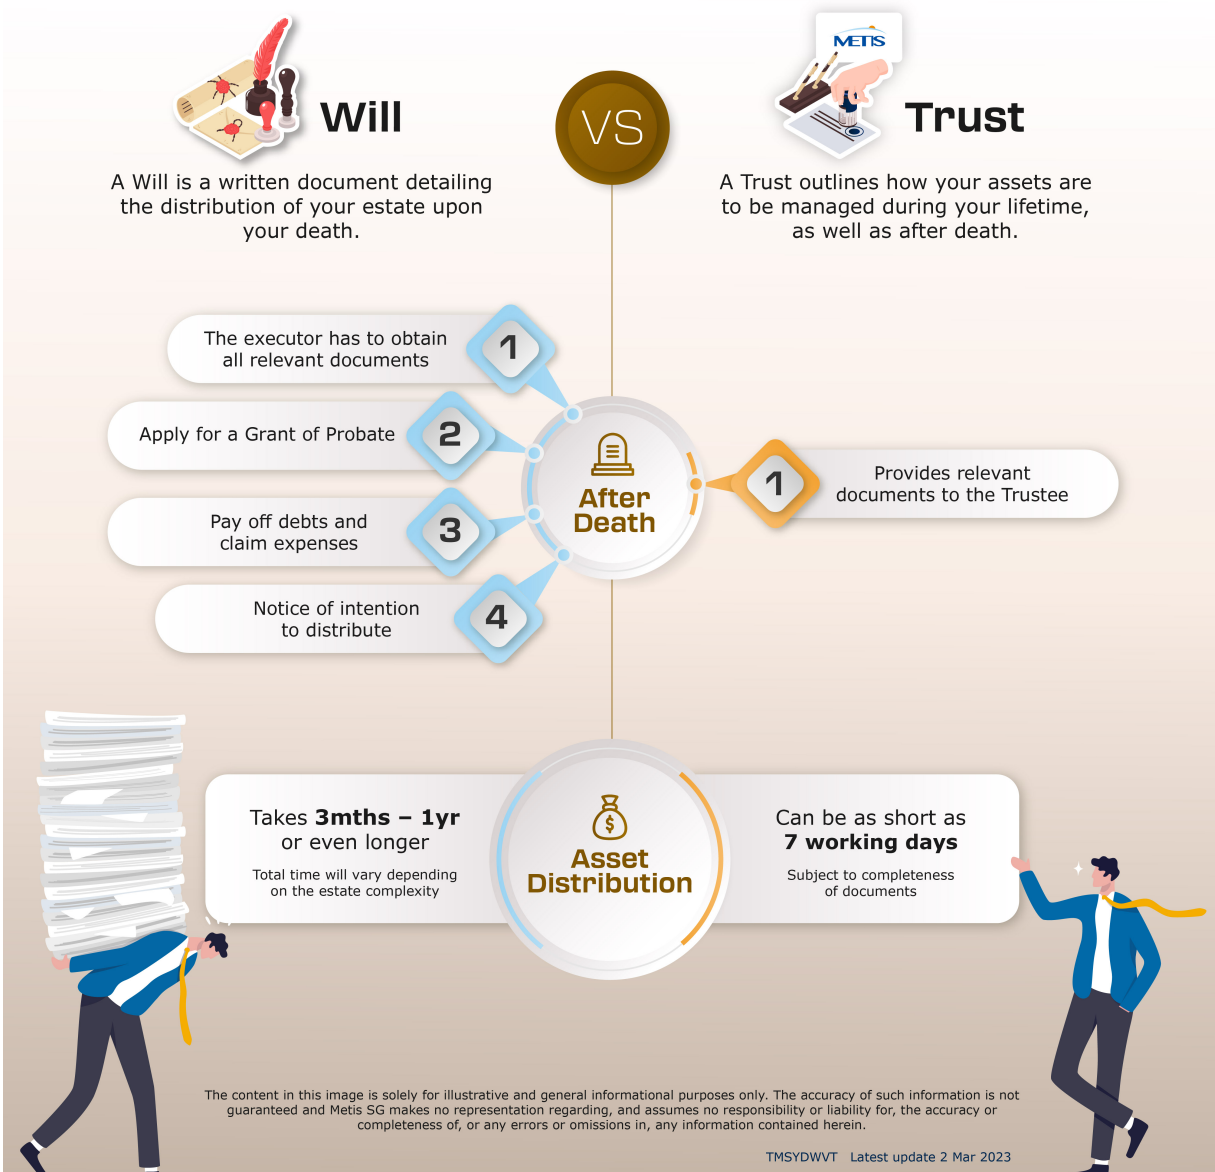 METIS
Will
VS
Trust
A Will is a written document detailing
the distribution of your estate upon
your death.
A Trust outlines how your assets are
to be managed during your lifetime,
as well as after death.
The executor has to obtain
all relevant documents
1
Apply for a Grant of Probate
2
Pay off debts and
claim expenses
3
Notice of intention
to distribute
4
After
Death
1
Provides relevant
documents to the Trustee
Takes 3mths – 1yr
or even longer
Total time will vary depending
on the estate complexity
$
Asset
Distribution
Can be as short as
7 working days
Subject to completeness
of documents
The content in this image is solely for illustrative and general informational purposes only. The accuracy of such information is not
guaranteed and Metis SG makes no representation regarding, and assumes no responsibility or liability for, the accuracy or
completeness of, or any errors or omissions in, any information contained herein.
TMSYDWVT Latest update 2 Mar 2023